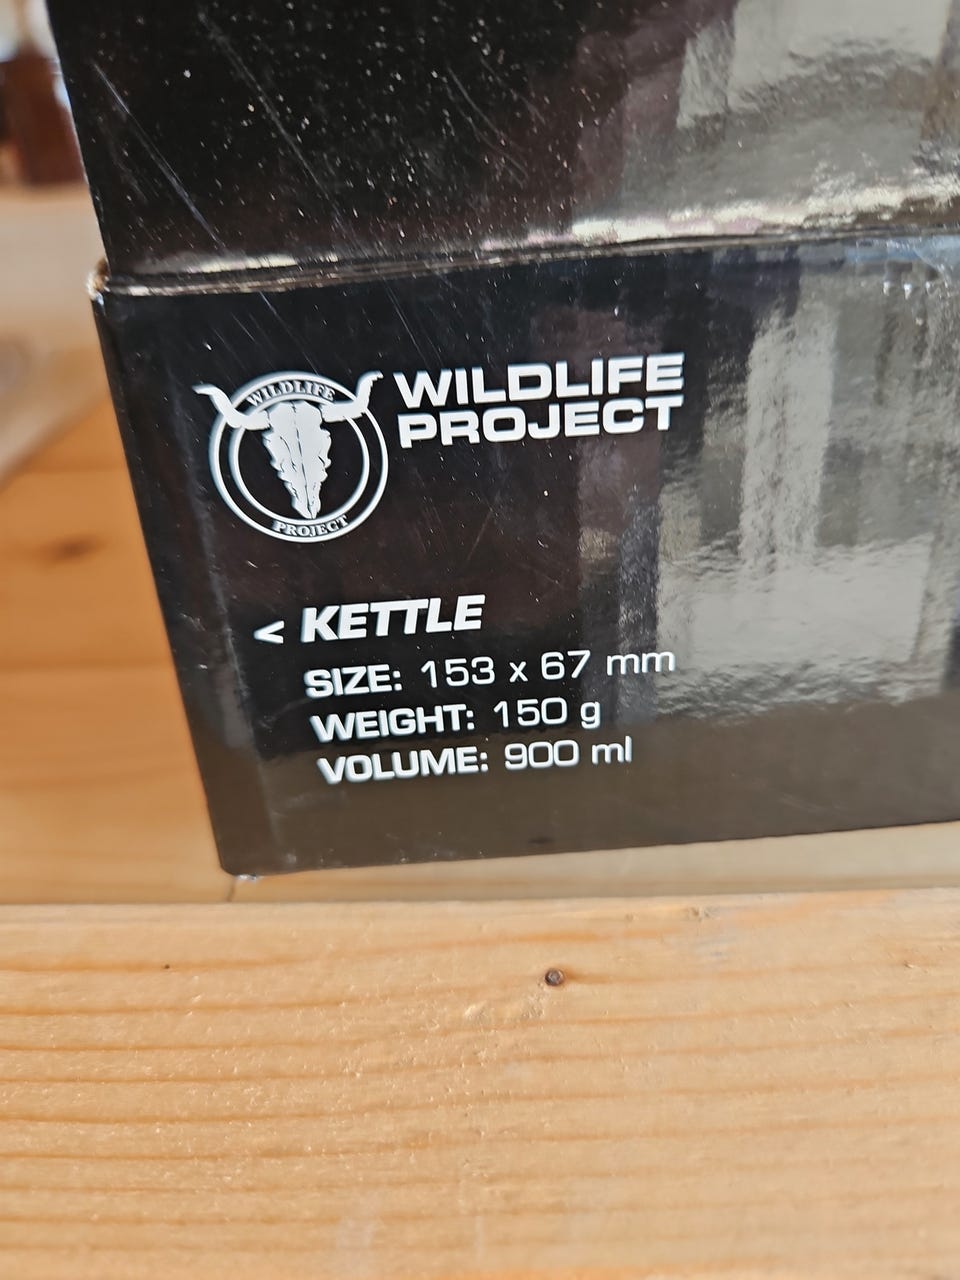 WILDLIFE
PROJECT
WILDLIFE
PROJECT
< KETTLE
SIZE: 153 x 67 mm
WEIGHT: 150 g
VOLUME: 900 ml